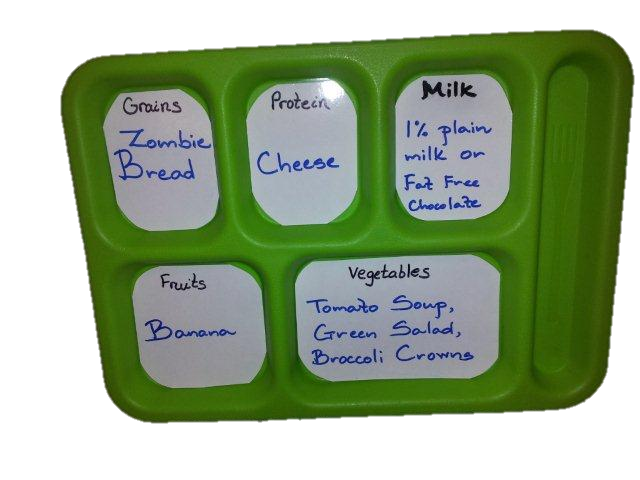 Grains
Zombie
Bread
Protein
Cheese
Milk
1% plain
milk or
Fat Free
Chocolate
Fruits
Banana
Vegetables
Tomato Soup,
Green Salad,
Broccoli Crowns